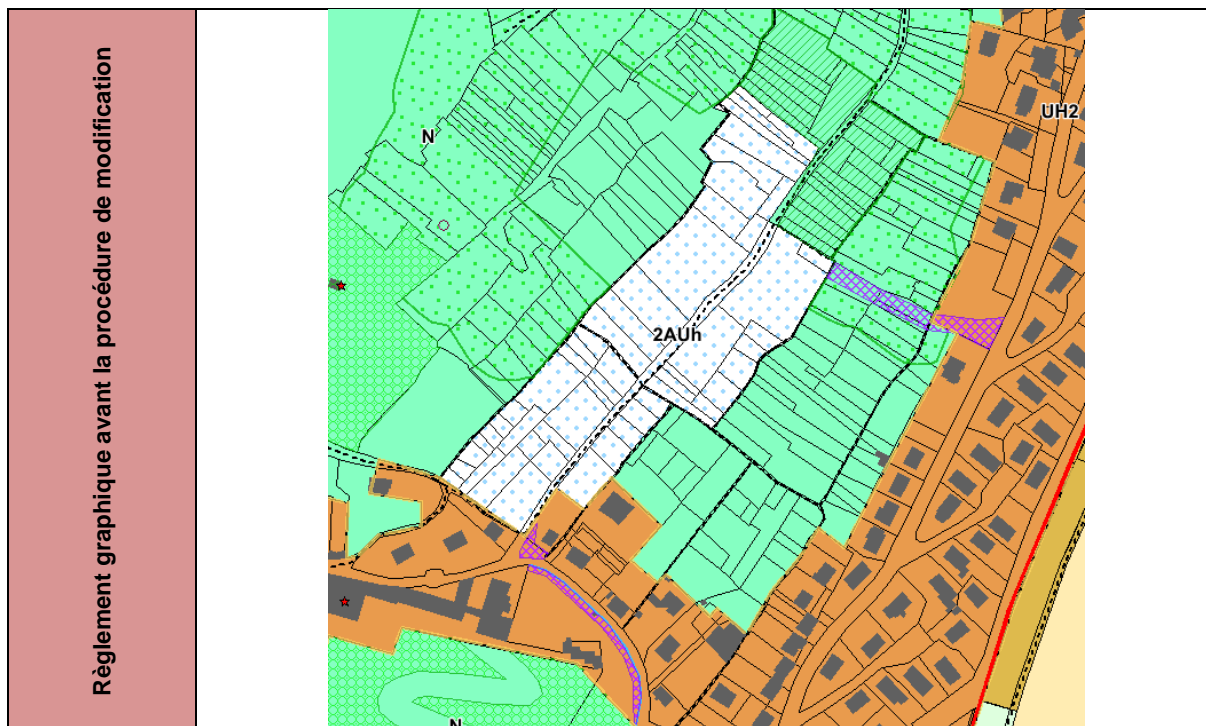 Règlement graphique avant la procédure de modification
N
UH2
2AUh
N